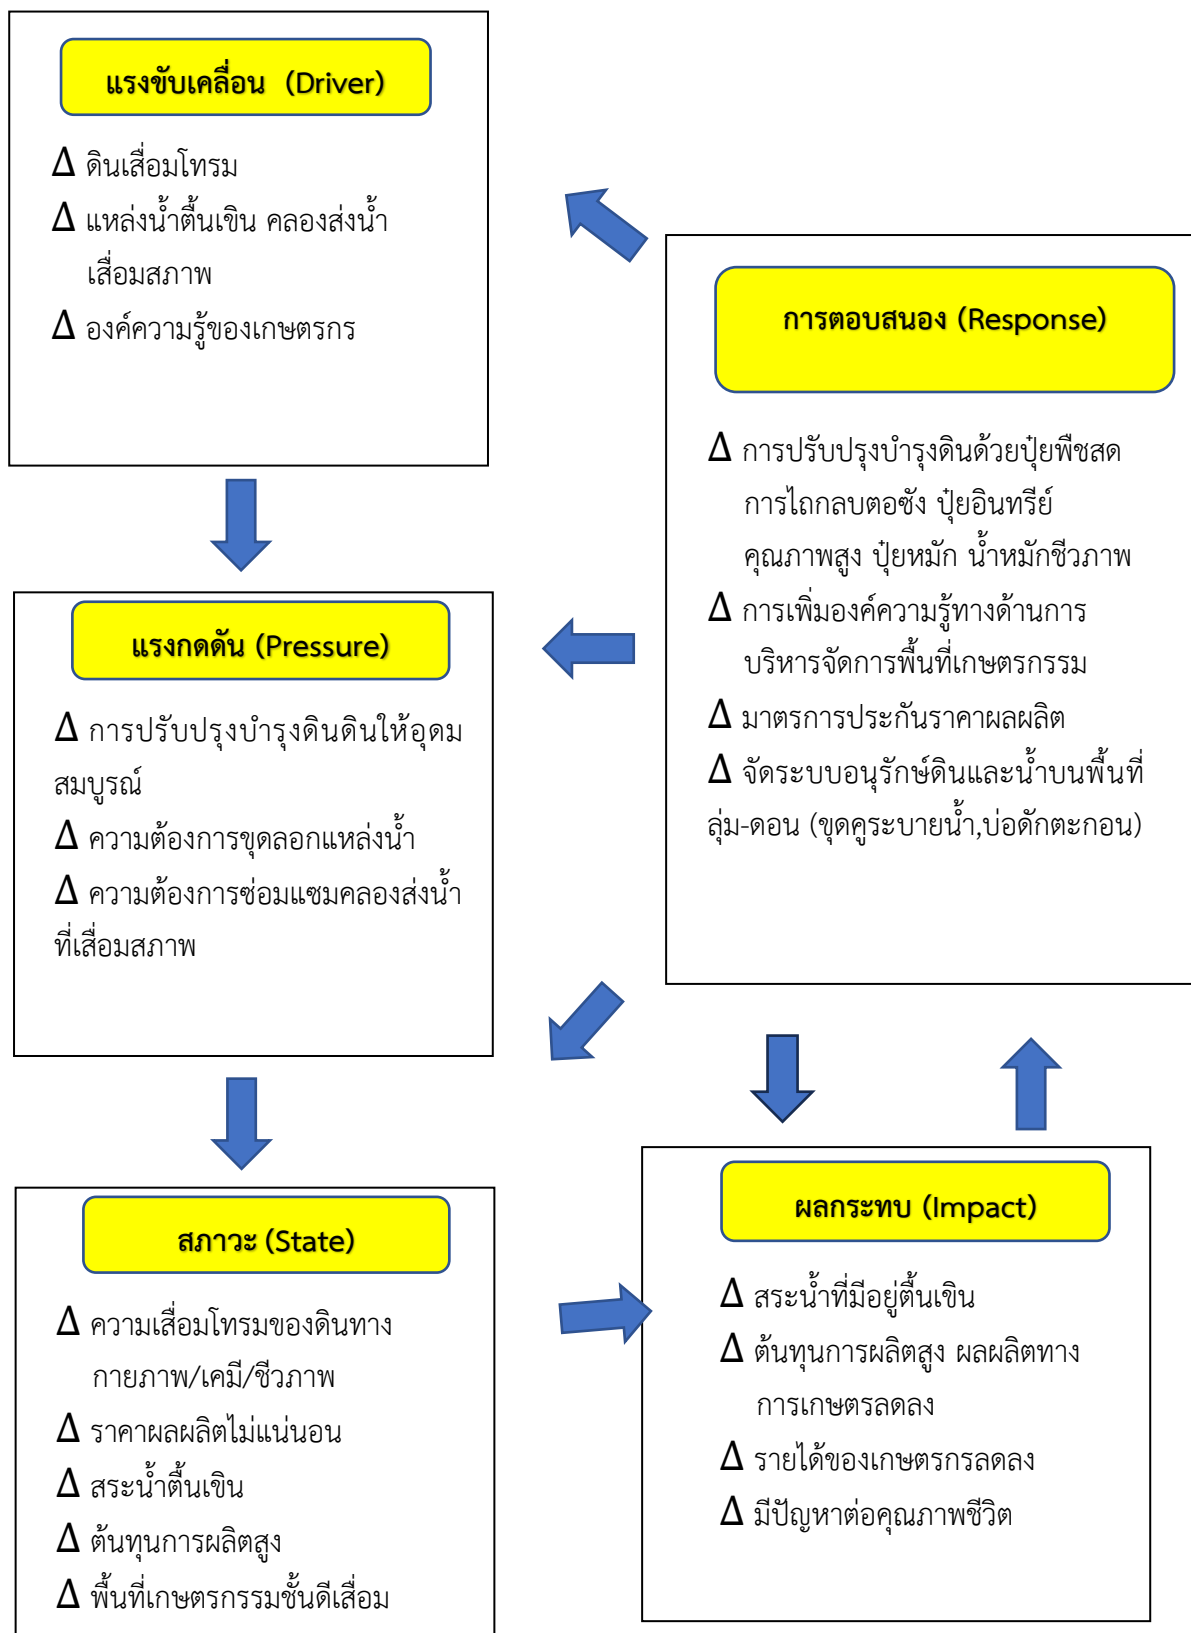 แรงขับเคลื่อน (Driver)
Δ ดินเสื่อมโทรม
Δ แหล่งน้ำตื้นเขิน คลองส่งน้ำ
เสื่อมสภาพ
Δ องค์ความรู้ของเกษตรกร
การตอบสนอง (Response)
Δ การปรับปรุงบำรุงดินด้วยปุ๋ยพืชสด
การไถกลบตอซัง ปุ๋ยอินทรีย์
คุณภาพสูง ปุ๋ยหมัก น้ำหมักชีวภาพ
Δ การเพิ่มองค์ความรู้ทางด้านการ
บริหารจัดการพื้นที่เกษตรกรรม
Δ มาตรการประกันราคาผลผลิต
Δ จัดระบบอนุรักษ์ดินและน้ำบนพื้นที่
ลุ่ม-ดอน (ขุดคูระบายน้ำ,บ่อดักตะกอน)
แรงกดดัน (Pressure)
Δ การปรับปรุงบำรุงดินดินให้อุดม
สมบูรณ์
Δ ความต้องการขุดลอกแหล่งน้ำ
Δ ความต้องการซ่อมแซมคลองส่งน้ำ
ที่เสื่อมสภาพ
สภาวะ (State)
Δ ความเสื่อมโทรมของดินทาง
กายภาพ/เคมี/ชีวภาพ
Δ ราคาผลผลิตไม่แน่นอน
Δ สระน้ำตื้นเขิน
Δ ต้นทุนการผลิตสูง
Δ พื้นที่เกษตรกรรมชั้นดีเสื่อม
ผลกระทบ (Impact)
Δ สระน้ำที่มีอยู่ตื้นเขิน
Δ ต้นทุนการผลิตสูง ผลผลิตทาง
การเกษตรลดลง
Δ รายได้ของเกษตรกรลดลง
Δ มีปัญหาต่อคุณภาพชีวิต